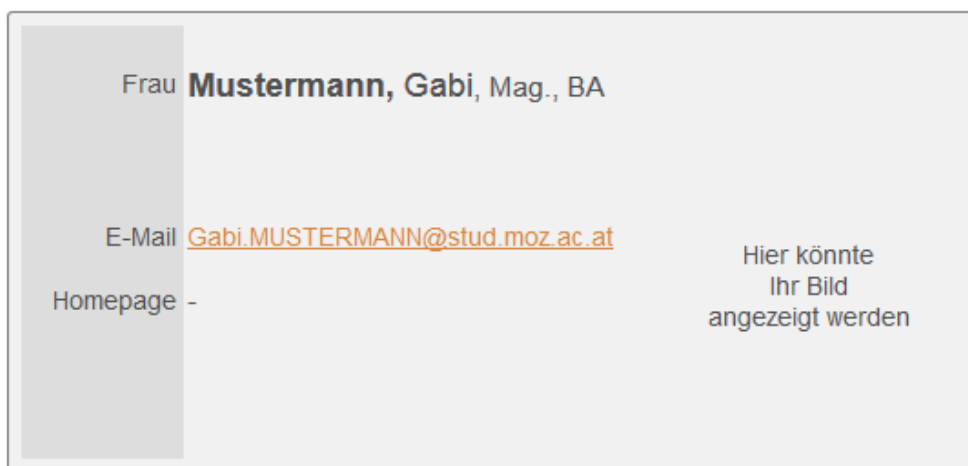 Frau Mustermann, Gabi, Mag., BA
E-Mail Gabi.MUSTERMANN@stud.moz.ac.at
Homepage -
Hier könnte
Ihr Bild
angezeigt werden